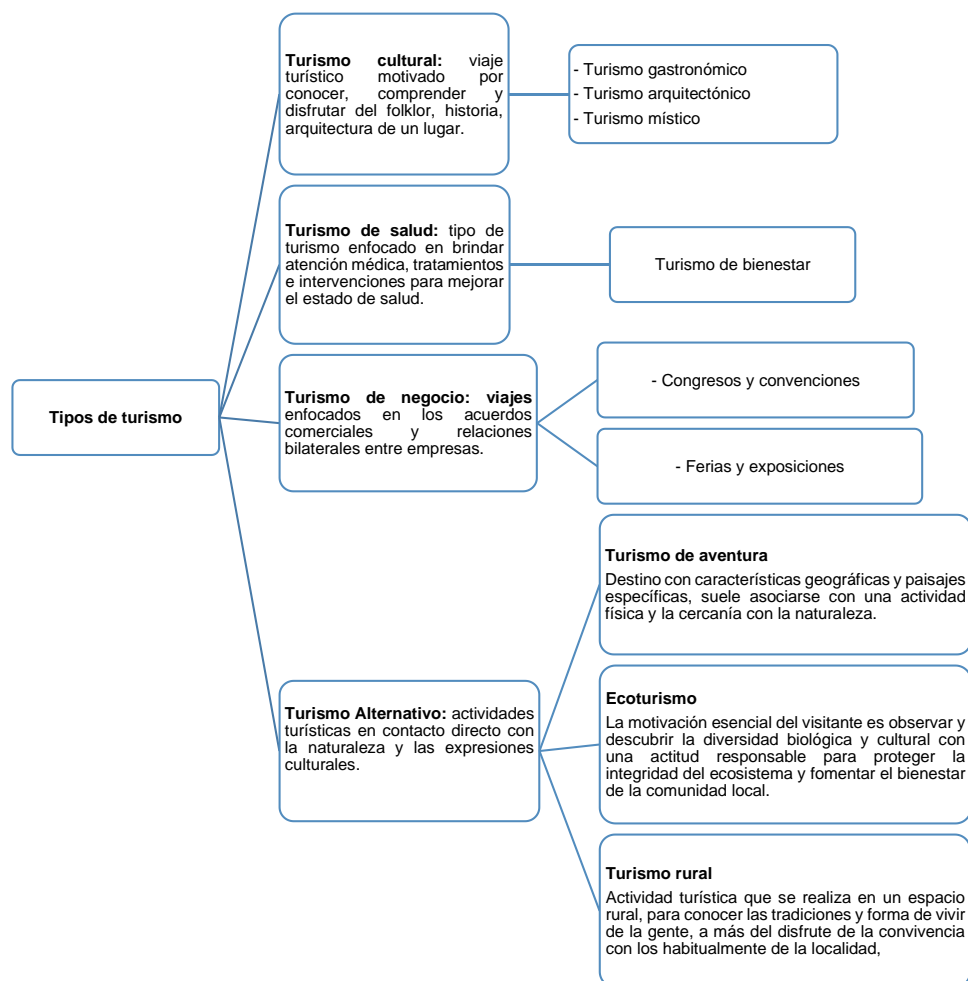 Turismo cultural: viaje
turístico motivado por
conocer, comprender y
disfrutar del folklor, historia,
arquitectura de un lugar.
- Turismo gastronómico
- Turismo arquitectónico
- Turismo místico
Turismo de salud: tipo de
turismo enfocado en brindar
atención médica, tratamientos
e intervenciones para mejorar
el estado de salud.
Turismo de bienestar
Tipos de turismo
Turismo de negocio: viajes
enfocados en los acuerdos
comerciales y relaciones
bilaterales entre empresas.
- Congresos y convenciones
- Ferias y exposiciones
Turismo Alternativo: actividades
turísticas en contacto directo con
la naturaleza y las expresiones
culturales.
Turismo de aventura
Destino con características geográficas y paisajes
específicas, suele asociarse con una actividad
física y la cercanía con la naturaleza.
Ecoturismo
La motivación esencial del visitante es observar y
descubrir la diversidad biológica y cultural con
una actitud responsable para proteger la
integridad del ecosistema y fomentar el bienestar
de la comunidad local.
Turismo rural
Actividad turística que se realiza en un espacio
rural, para conocer las tradiciones y forma de vivir
de la gente, a más del disfrute de la convivencia
con los habitualmente de la localidad,